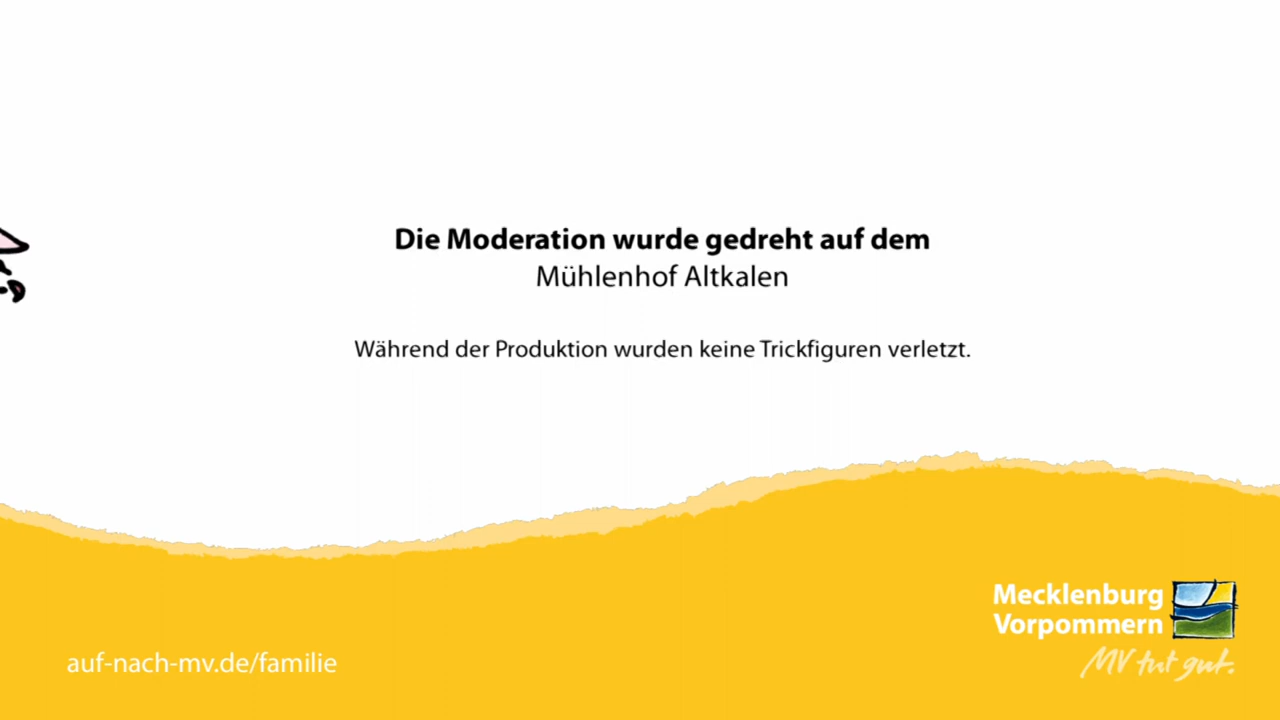 Die Moderation wurde gedreht auf dem
Mühlenhof Altkalen
Während der Produktion wurden keine Trickfiguren verletzt.
Mecklenburg
Vorpommern
MV tut gut.
auf-nach-mv.de/familie